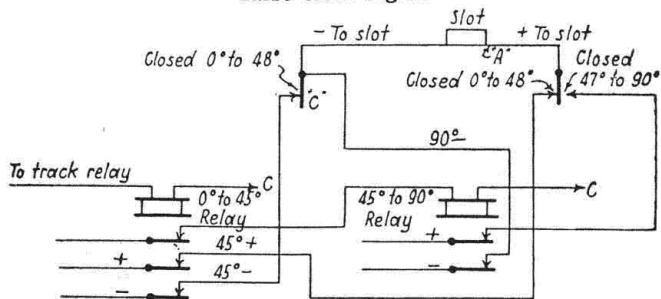 Slot
- To slot
+ To slot
"A"
Closed 0° to 48°
"C"
Closed 0° to 48°
Closed
47° to 90°
90°-
To track relay
C
0° to 45°
Relay
45° to 90°
Relay
C
45°+
+
45°-
-
+
-